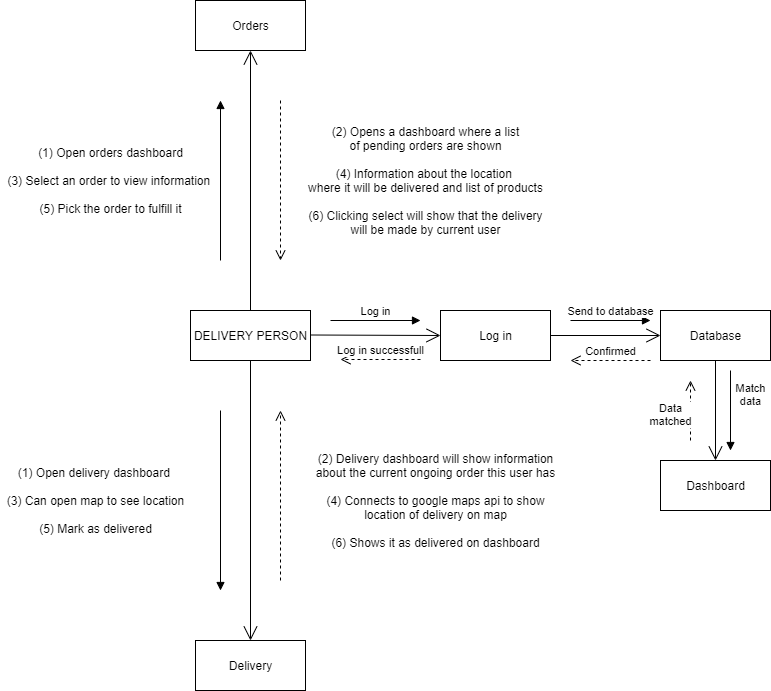 Orders
(1) Open orders dashboard
(3) Select an order to view information
(5) Pick the order to fulfill it
(2) Opens a dashboard where a list
of pending orders are shown
(4) Information about the location
where it will be delivered and list of products
(6) Clicking select will show that the delivery
will be made by current user
DELIVERY PERSON
Log in
Log in successfull
Log in
Send to database
Confirmed
Database
Data
matched
Match
data
Dashboard
(1) Open delivery dashboard
(3) Can open map to see location
(5) Mark as delivered
(2) Delivery dashboard will show information
about the current ongoing order this user has
(4) Connects to google maps api to show
location of delivery on map
(6) Shows it as delivered on dashboard
Delivery